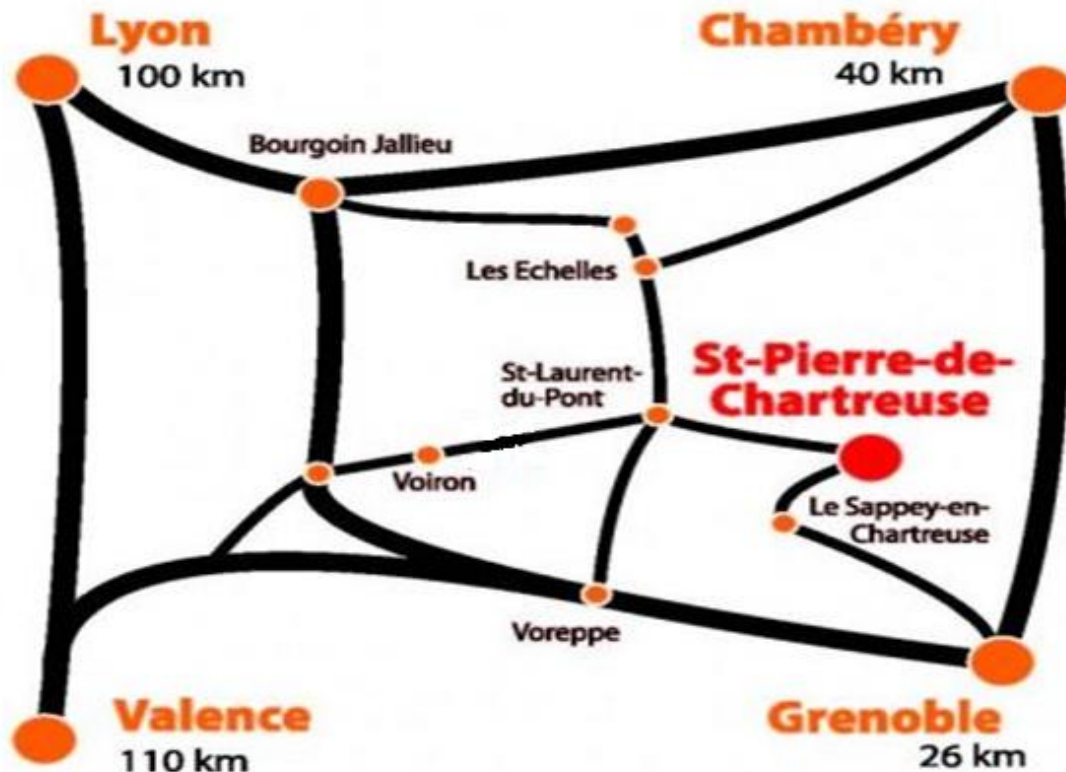 Lyon
100 km
Chambéry
40 km
Bourgoin Jallieu
Les Echelles
St-Laurent-
du-Pont
St-Pierre-de-
Chartreuse
Voiron
Le Sappey-en-
Chartreuse
Voreppe
Valence
110 km
Grenoble
26 km